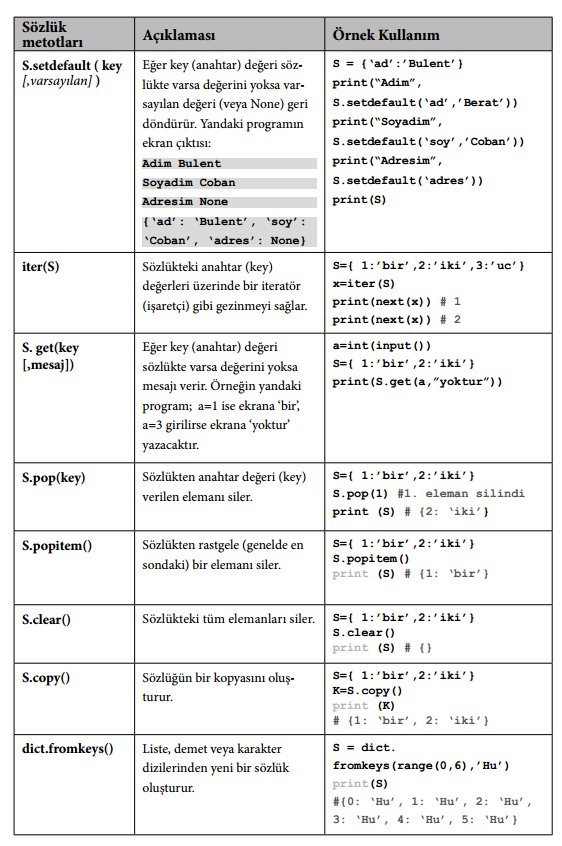 Sözlük
metotları
Açıklaması
Örnek Kullanım
S.setdefault ( key
[,varsayılan] )
Eğer key (anahtar) değeri söz-
lükte varsa değerini yoksa var-
sayılan değeri (veya None) geri
döndürür. Yandaki programın
ekran çıktısı:
Adim Bulent
Soyadim Coban
Adresim None
{‘ad’: ‘Bulent’, ‘soy’:
‘Coban’, ‘adres’: None}
S = {‘ad’:’Bulent’}
print(“Adim”,
S.setdefault(‘ad’,’Berat’))
print(“Soyadim”,
S.setdefault(‘soy’,’Coban’))
print(“Adresim”,
S.setdefault(‘adres’))
print(S)
iter(S)
Sözlükteki anahtar (key)
değerleri üzerinde bir iteratör
(işaretçi) gibi gezinmeyi sağlar.
S={ 1:’bir’,2:’iki’,3:’uc’}
x=iter(S)
print(next(x)) # 1
print(next(x)) # 2
S. get(key
[,mesaj])
Eğer key (anahtar) değeri
sözlükte varsa değerini yoksa
mesajı verir. Örneğin yandaki
program; a=1 ise ekrana ‘bir’,
a=3 girilirse ekrana ‘yoktur’
yazacaktır.
a=int(input())
S={ 1:’bir’,2:’iki’}
print(S.get(a,”yoktur”))
S.pop(key)
Sözlükten anahtar değeri (key)
verilen elemanı siler.
S={ 1:’bir’,2:’iki’}
S.pop(1) #1. eleman silindi
print (S) # {2: ‘iki’}
S.popitem()
Sözlükten rastgele (genelde en
sondaki) bir elemanı siler.
S={ 1:’bir’,2:’iki’}
S.popitem()
print (S) # {1: ‘bir’}
S.clear()
Sözlükteki tüm elemanları siler.
S={ 1:’bir’,2:’iki’}
S.clear()
print (S) # {}
S.copy()
Sözlüğün bir kopyasını oluş-
turur.
S={ 1:’bir’,2:’iki’}
K=S.copy()
print (K)
# {1: ‘bir’, 2: ‘iki’}
dict.fromkeys()
Liste, demet veya karakter
dizilerinden yeni bir sözlük
oluşturur.
S = dict.
fromkeys(range(0,6),’Hu’)
print(S)
#{0: ‘Hu’, 1: ‘Hu’, 2: ‘Hu’,
3: ‘Hu’, 4: ‘Hu’, 5: ‘Hu’}